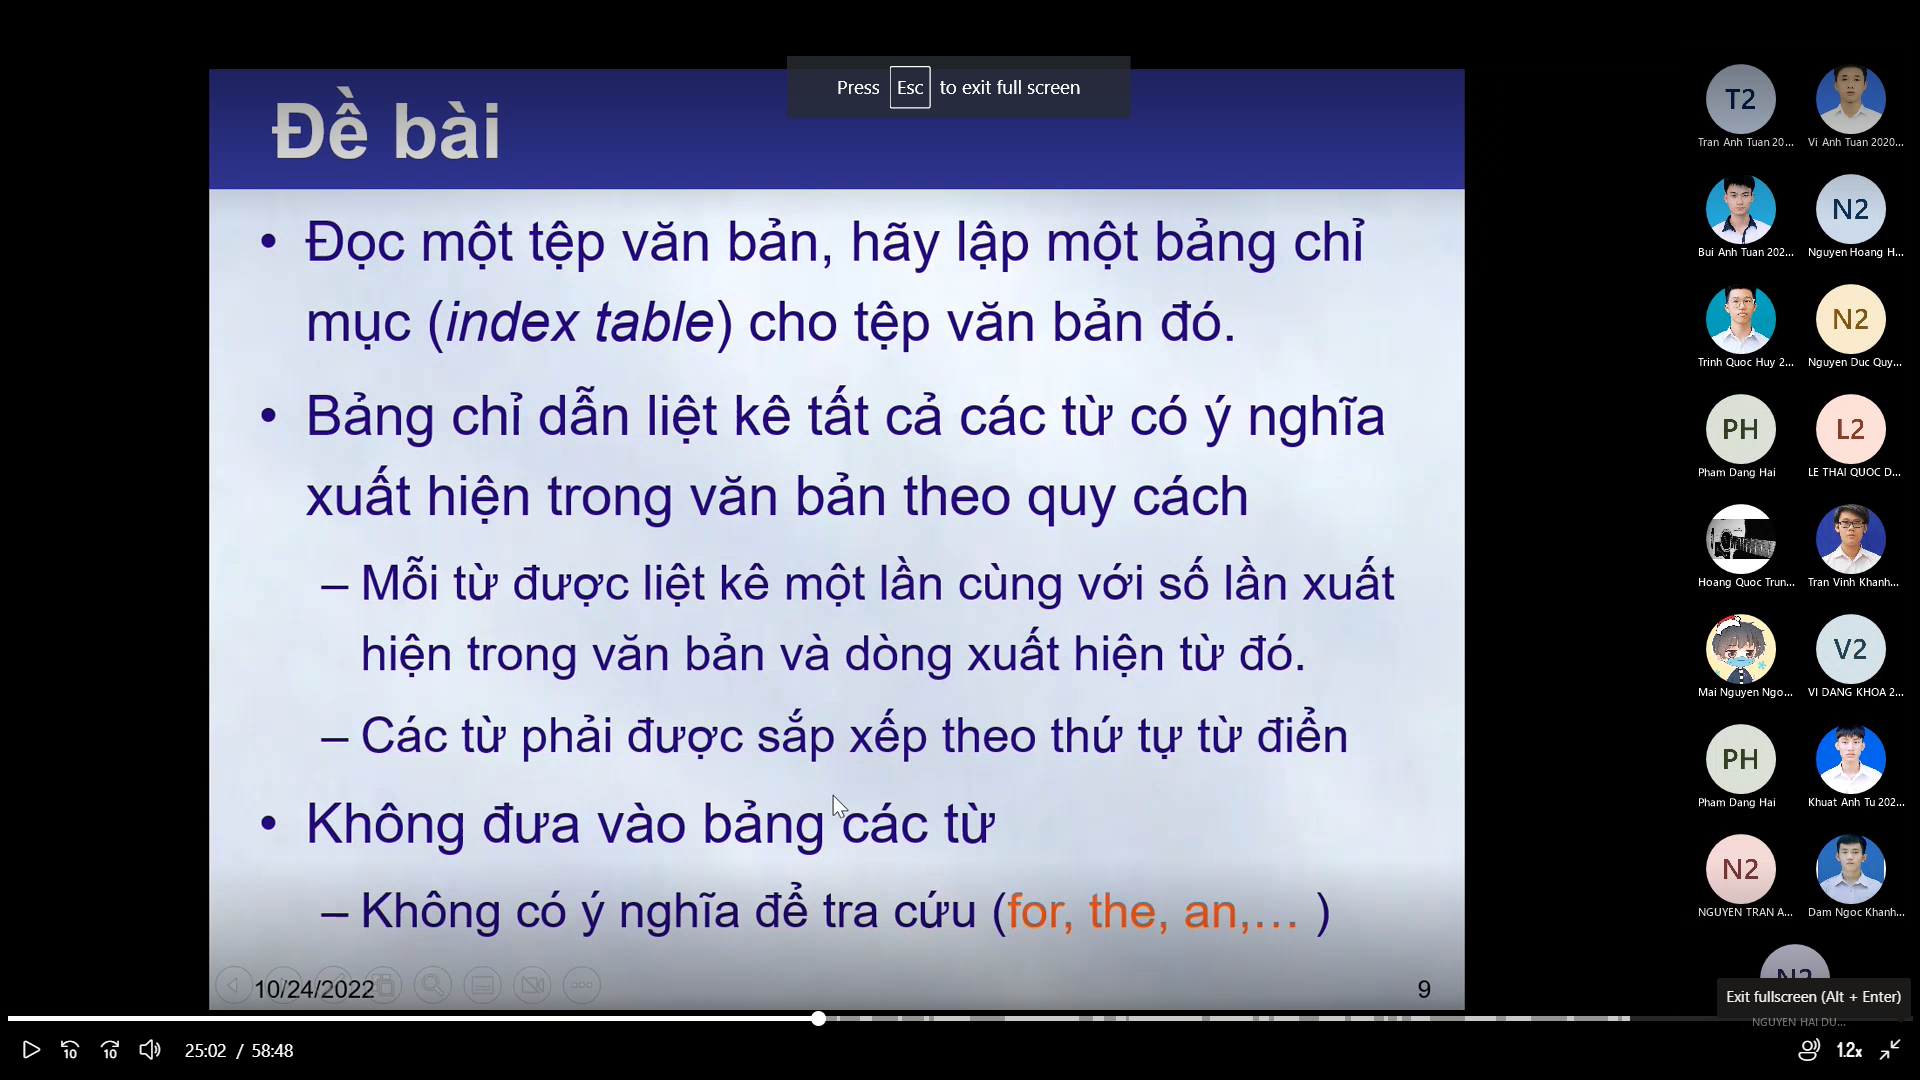 Press Esc to exit full screen
Đề bài
• Đọc một tệp văn bản, hãy lập một bảng chỉ
mục (index table) cho tệp văn bản đó.
• Bảng chỉ dẫn liệt kê tất cả các từ có ý nghĩa
xuất hiện trong văn bản theo quy cách
– Mỗi từ được liệt kê một lần cùng với số lần xuất
hiện trong văn bản và dòng xuất hiện từ đó.
– Các từ phải được sắp xếp theo thứ tự từ điển
• Không đưa vào bảng các từ
– Không có ý nghĩa để tra cứu (for, the, an,… )
10/24/2022
9
T2
Tran Anh Tuan 20...
Vi Anh Tuan 2020...
Bui Anh Tuan 202...
N2
Nguyen Hoang H...
Trinh Quoc Huy 2...
N2
Nguyen Duc Quy...
PH
Pham Dang Hai
L2
LE THAI QUOC D...
Hoang Quoc Trun...
Tran Vinh Khanh...
Mai Nguyen Ngo...
V2
VI DANG KHOA 2...
PH
Pham Dang Hai
Khuat Anh Tu 202...
N2
NGUYEN TRAN A...
Dam Ngoc Khanh...
N2
Exit fullscreen (Alt + Enter)
NGUYEN HAI DU...
10
10
25:02 / 58:48
1.2x